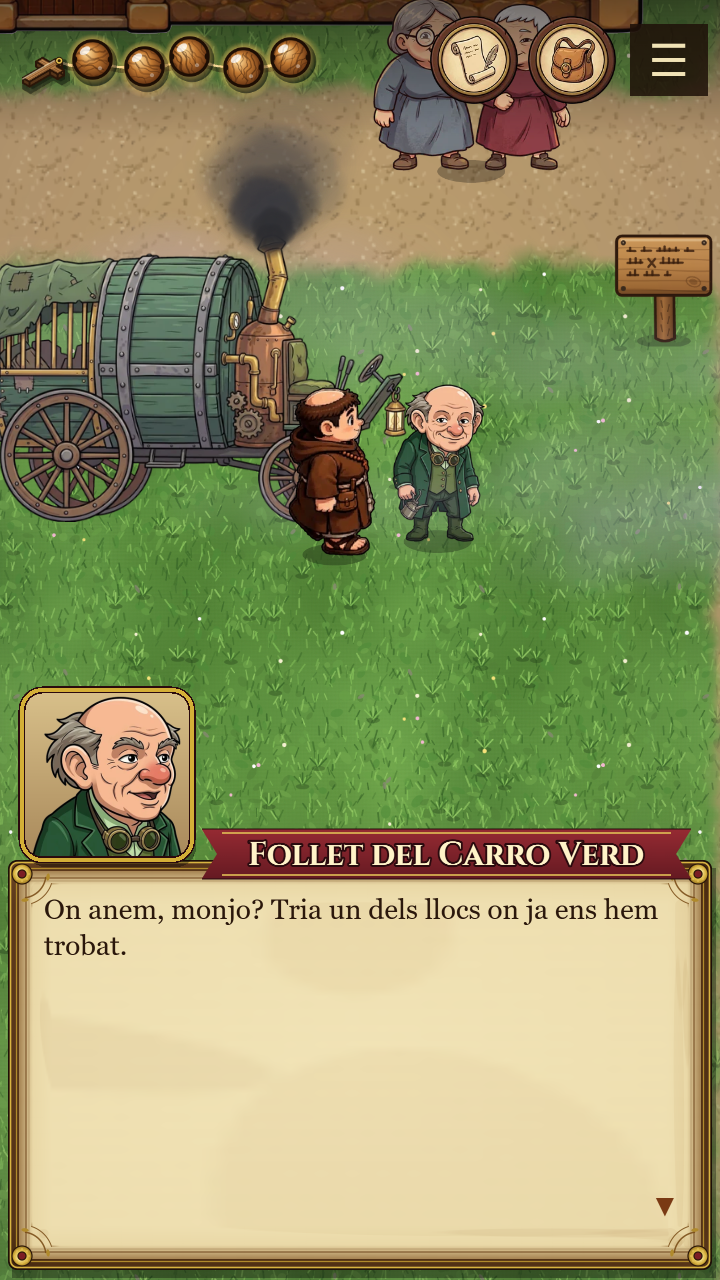 FOLLET DEL CARRO VERD
On anem, monjo? Tria un dels llocs on ja ens hem
trobat.